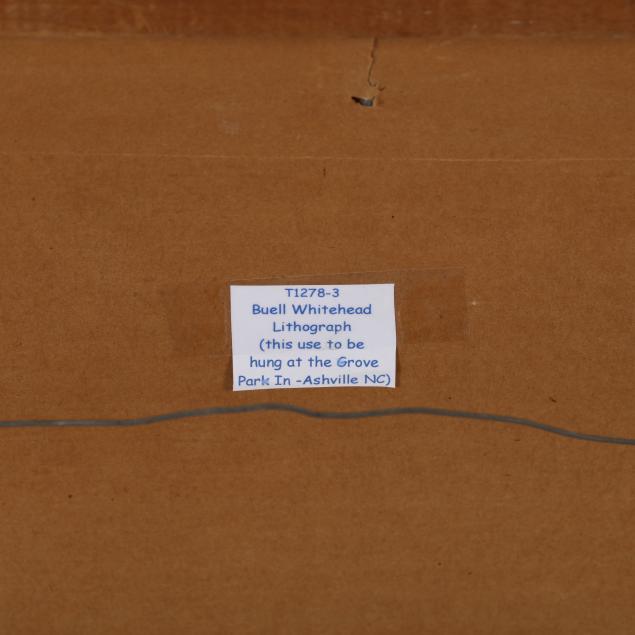 T1278-3
Buell Whitehead
Lithograph
(this use to be
hung at the Grove
Park In -Ashville NC)